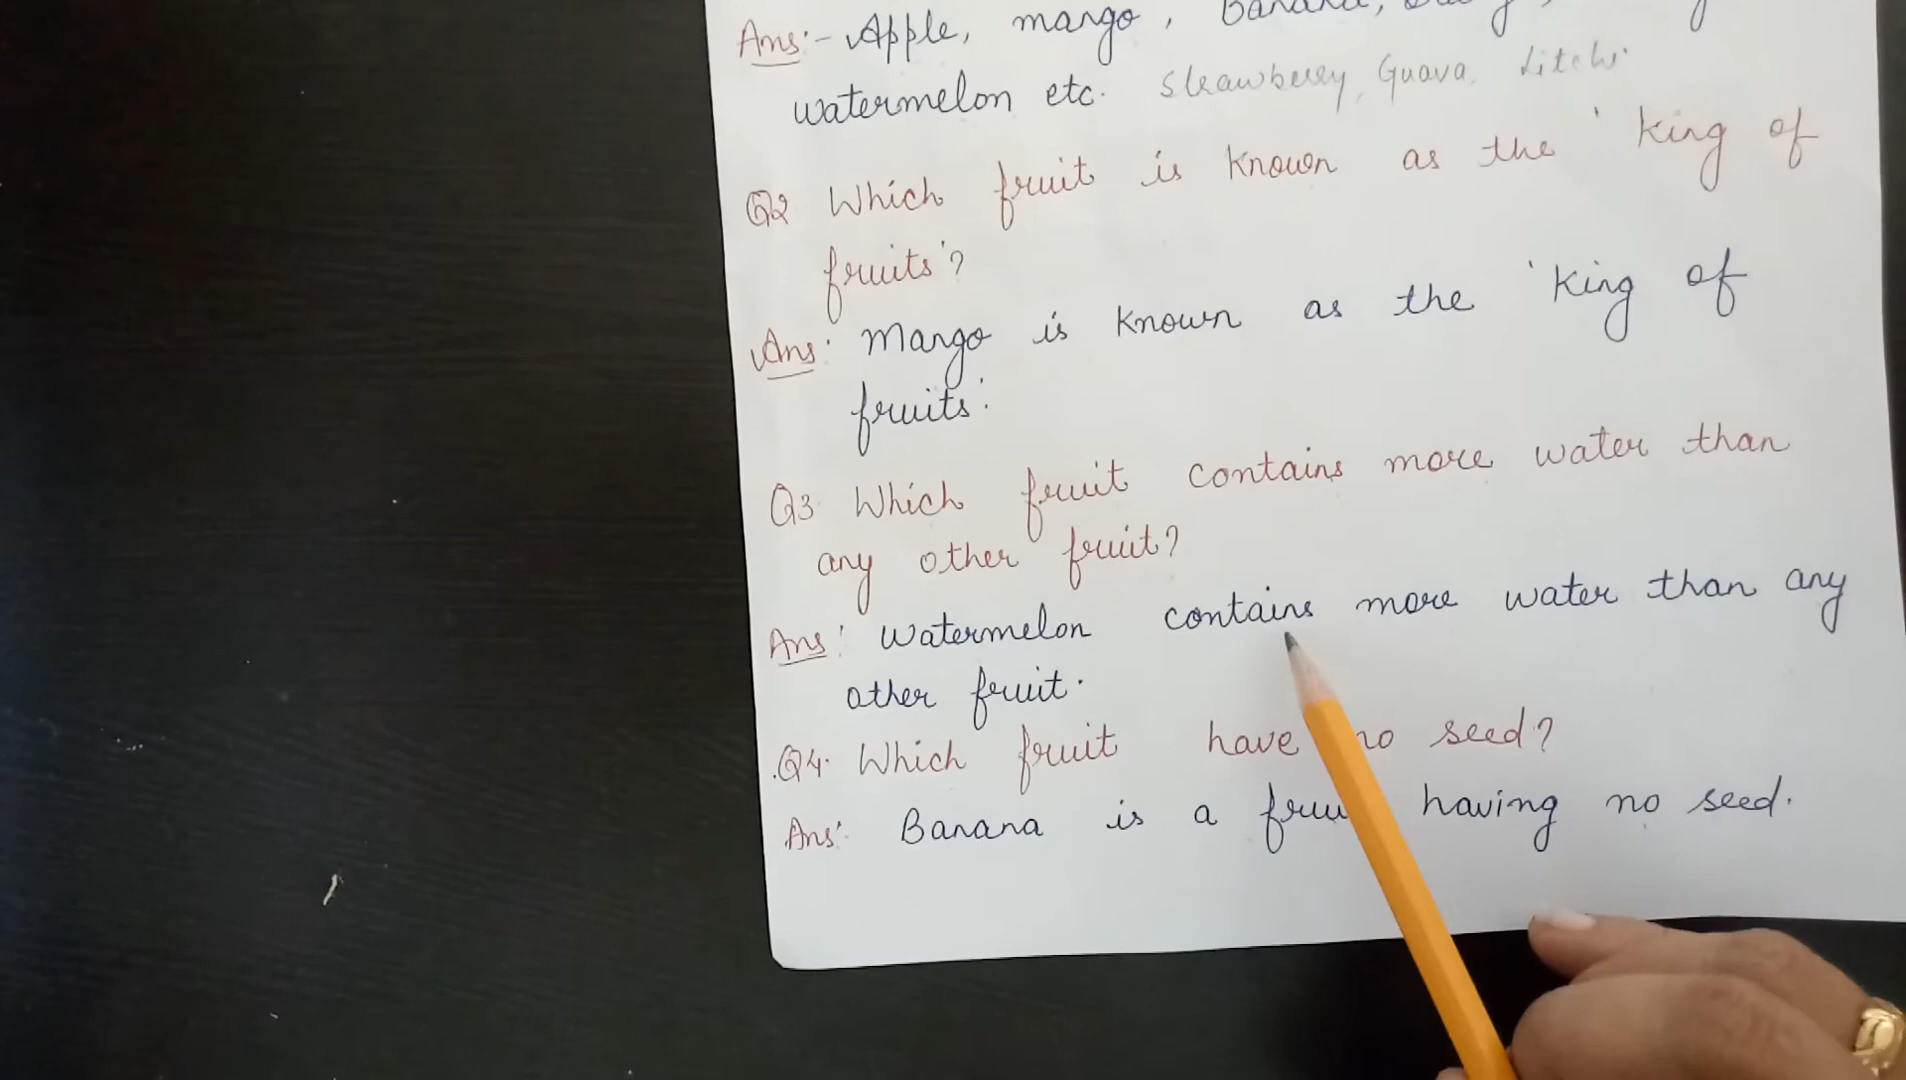 Ans:- Apple, mango, Banana,
watermelon etc. Strawberry, Guava, Litchi
Q2 Which fruit is known as the 'king of
fruits'?
Ans: Mango is known as the 'king of
fruits'.
Q3 Which fruit contains more water than
any other fruit?
Ans: Watermelon contains more water than any
other fruit.
Q4. Which fruit have no seed?
Ans: Banana is a fruit having no seed.